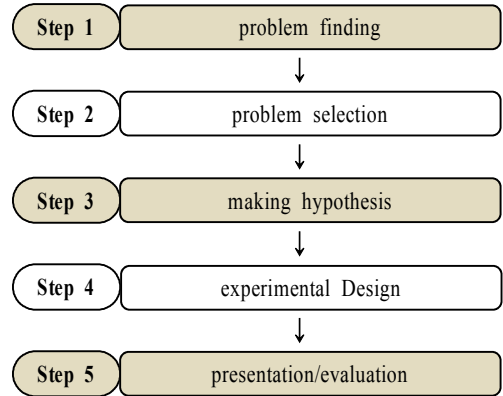 Step 1 problem finding
Step 2 problem selection
Step 3 making hypothesis
Step 4 experimental Design
Step 5 presentation/evaluation